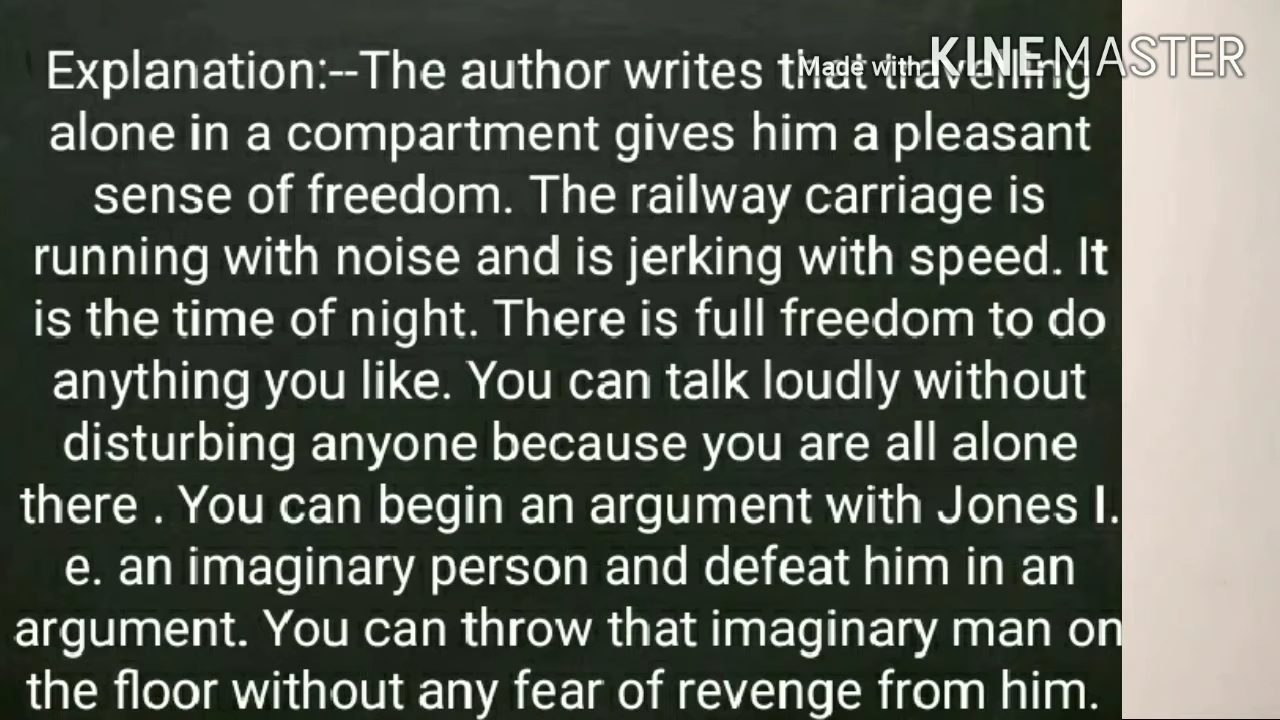 Explanation:--The author writes that travelling
Made with KINEMASTER
alone in a compartment gives him a pleasant
sense of freedom. The railway carriage is
running with noise and is jerking with speed. It
is the time of night. There is full freedom to do
anything you like. You can talk loudly without
disturbing anyone because you are all alone
there . You can begin an argument with Jones I.
e. an imaginary person and defeat him in an
argument. You can throw that imaginary man on
the floor without any fear of revenge from him.